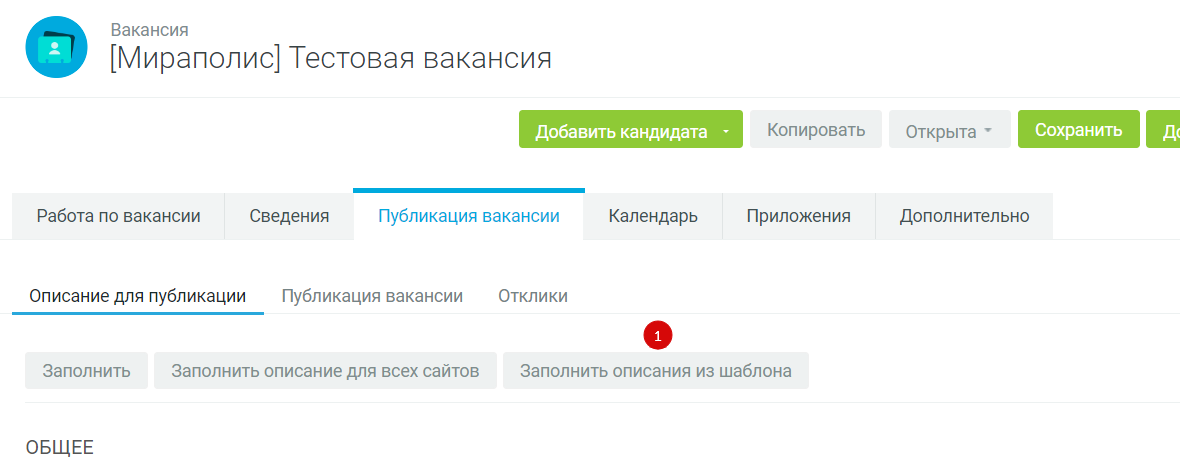 Вакансия
[Мираполис] Тестовая вакансия
Добавить кандидата Копировать Открыта Сохранить
Работа по вакансии Сведения Публикация вакансии Календарь Приложения Дополнительно
Описание для публикации Публикация вакансии Отклики
1
Заполнить Заполнить описание для всех сайтов Заполнить описания из шаблона
ОБЩЕЕ